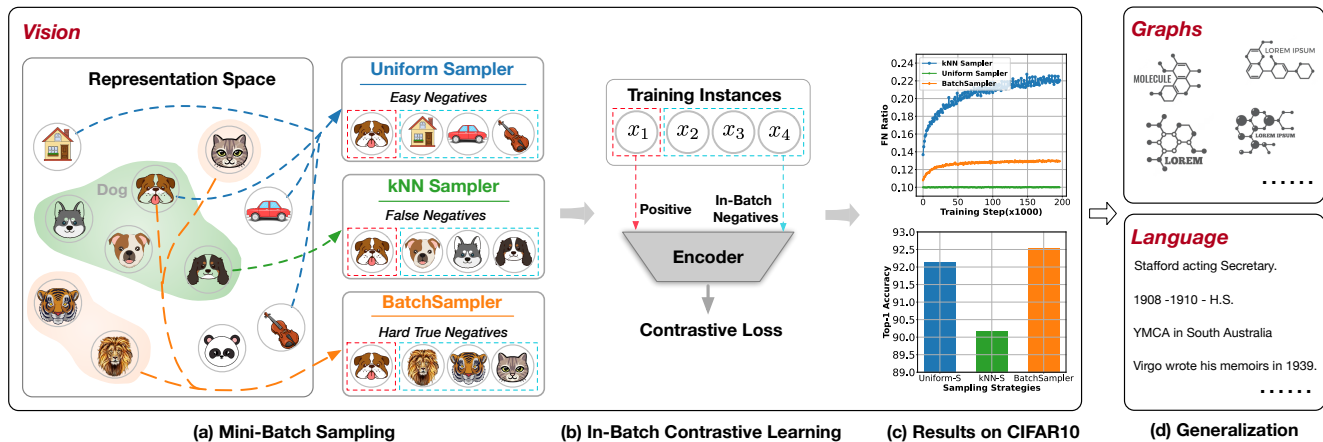 Vision
Representation Space
Dog
Uniform Sampler
Easy Negatives
kNN Sampler
False Negatives
BatchSampler
Hard True Negatives
Training Instances
x1 x2 x3 x4
Positive
In-Batch
Negatives
Encoder
Contrastive Loss
kNN Sampler
Uniform Sampler
BatchSampler
FN Ratio
0.22
0.20
0.18
0.16
0.14
0.12
0.10
0 50 100 150 200
Training Step(x1000)
Top-1 Accuracy
93.0
92.5
92.0
91.5
91.0
90.5
90.0
89.5
89.0
Uniform-S kNN-S BatchSampler
Sampling Strategies
Graphs
MOLECULE
LOREM IPSUM
LOREM
LOREM IPSUM
......
Language
Stafford acting Secretary.
1908 -1910 - H.S.
YMCA in South Australia
Virgo wrote his memoirs in 1939.
......
(a) Mini-Batch Sampling
(b) In-Batch Contrastive Learning
(c) Results on CIFAR10
(d) Generalization